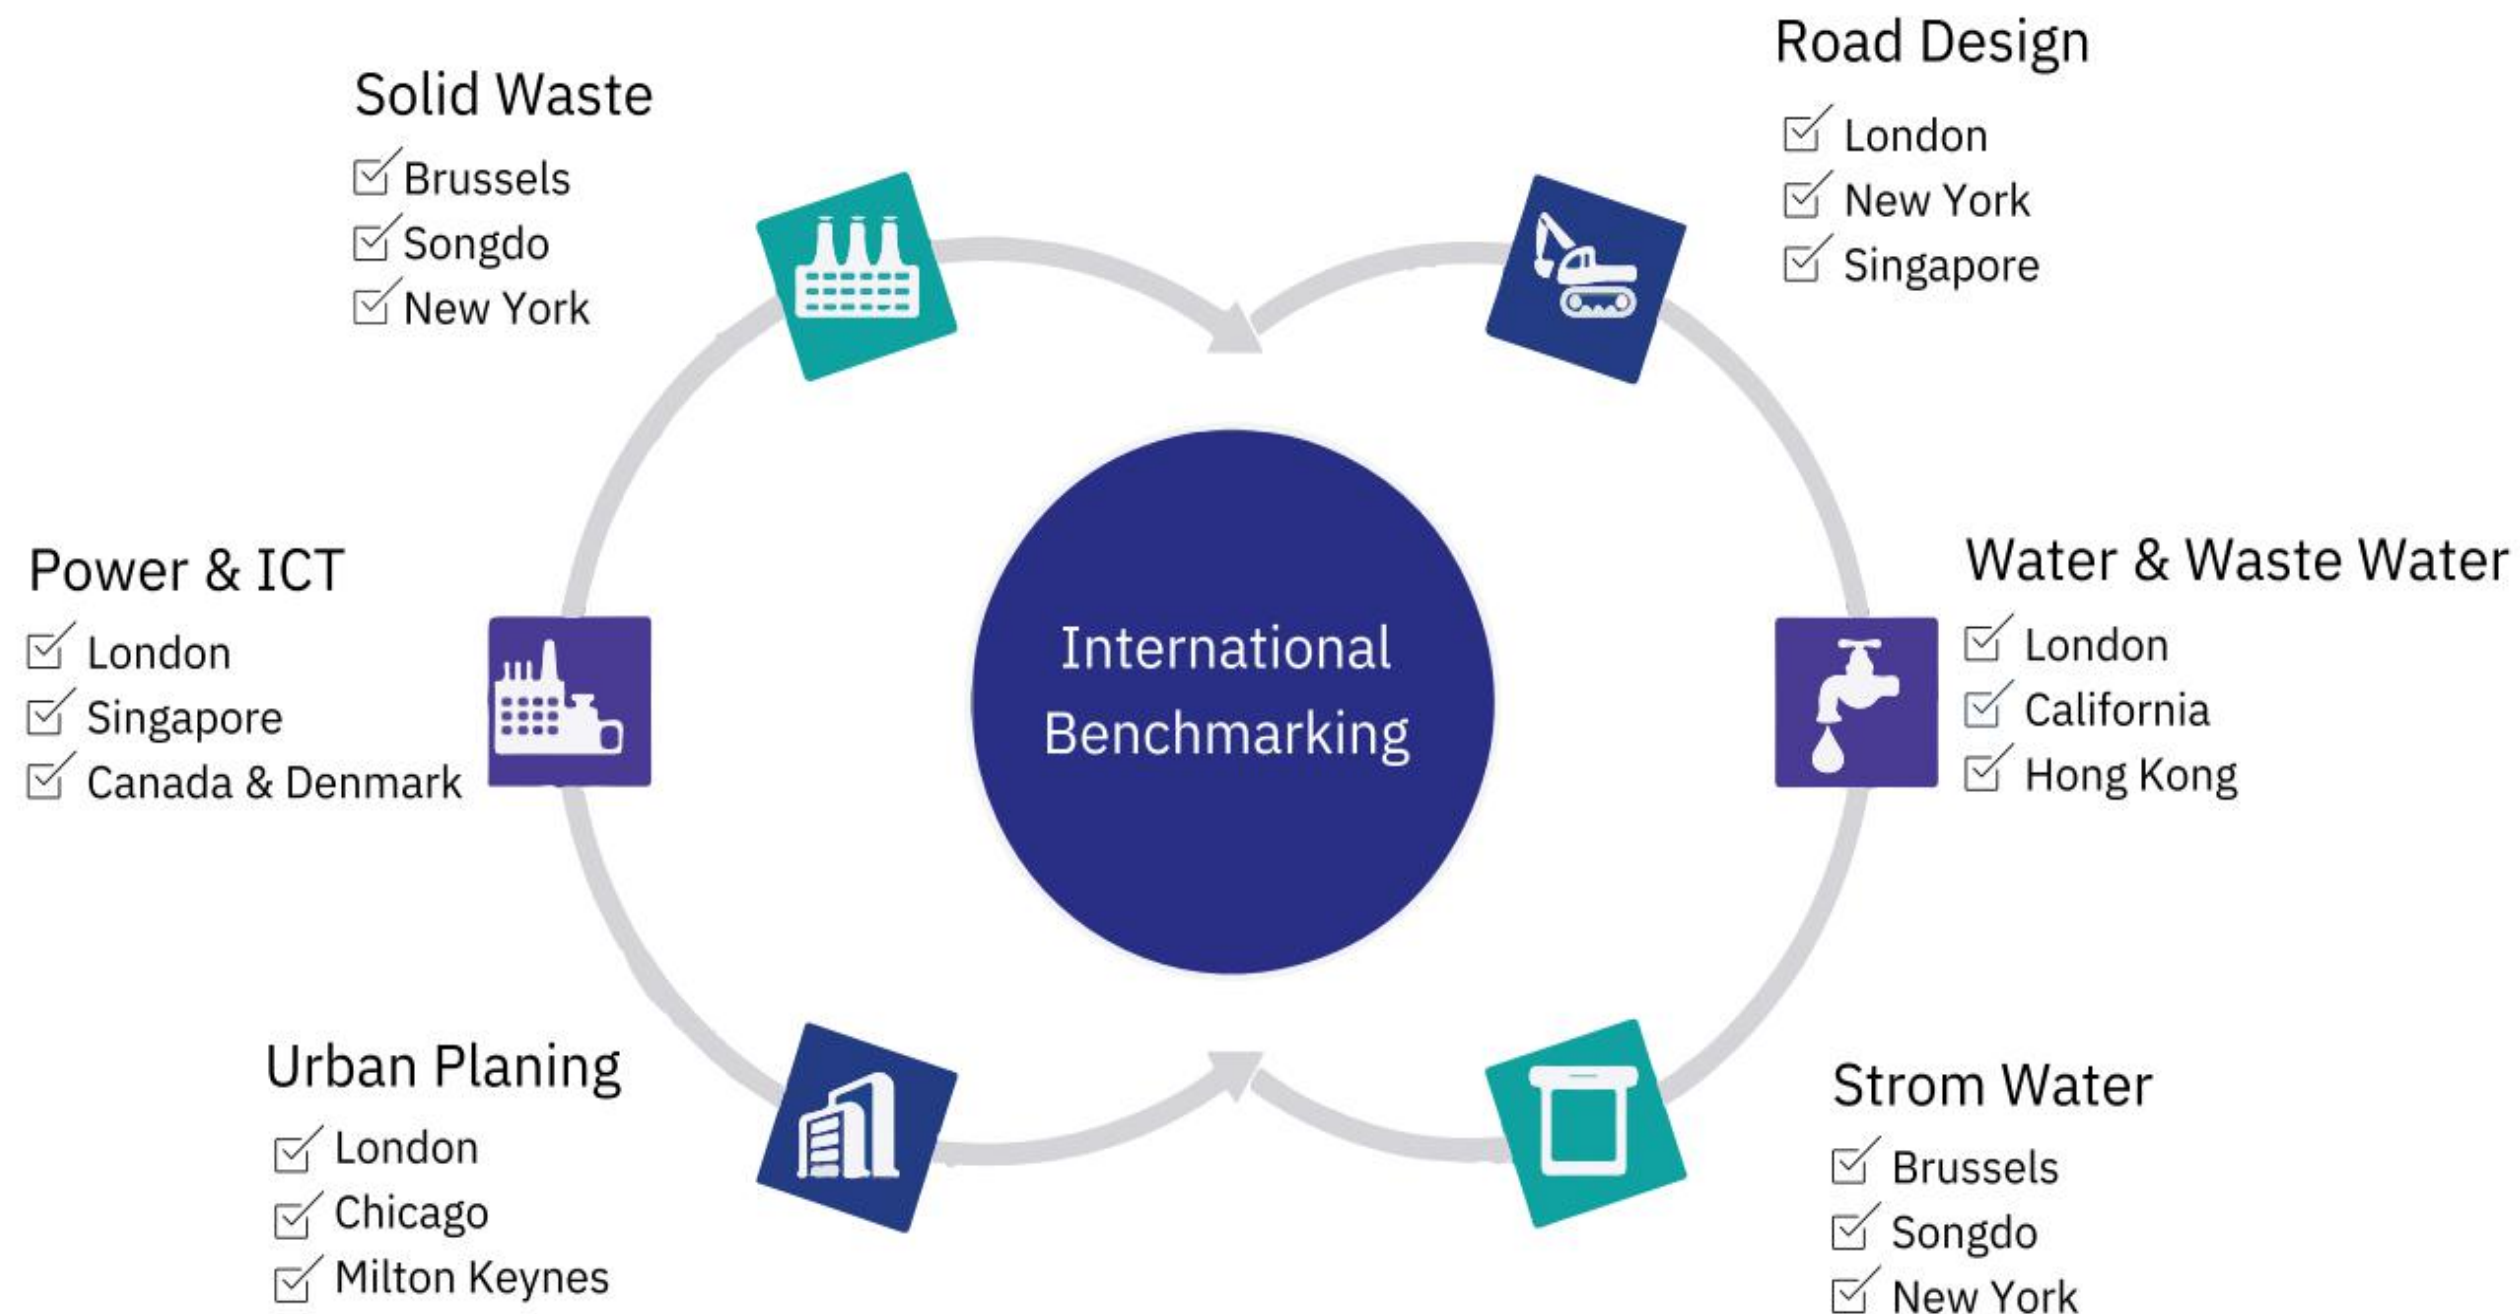 Solid Waste
Brussels
Songdo
New York
Road Design
London
New York
Singapore
Power & ICT
London
Singapore
Canada & Denmark
International
Benchmarking
Water & Waste Water
London
California
Hong Kong
Urban Planing
London
Chicago
Milton Keynes
Strom Water
Brussels
Songdo
New York